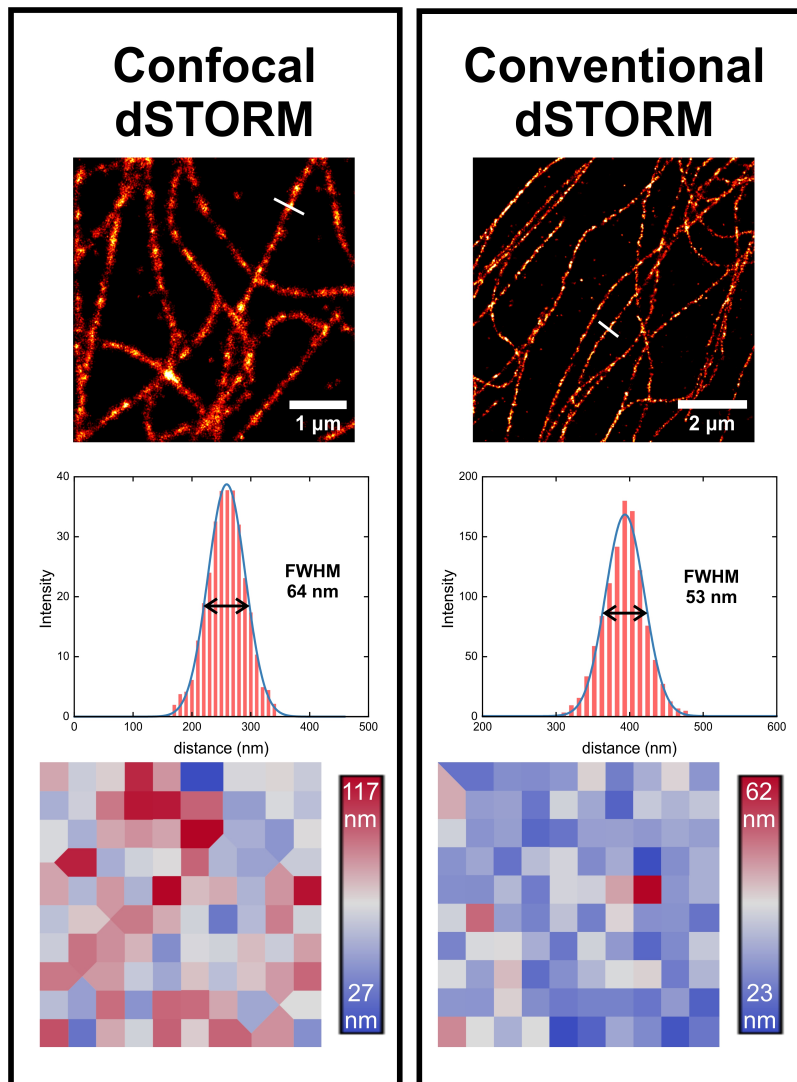 Confocal
dSTORM
1 µm
40
30
20
10
0
Intensity
FWHM
64 nm
0 100 200 300 400 500
distance (nm)
117
nm
27
nm
Conventional
dSTORM
2 µm
200
150
100
50
0
Intensity
FWHM
53 nm
200 300 400 500 600
distance (nm)
62
nm
23
nm